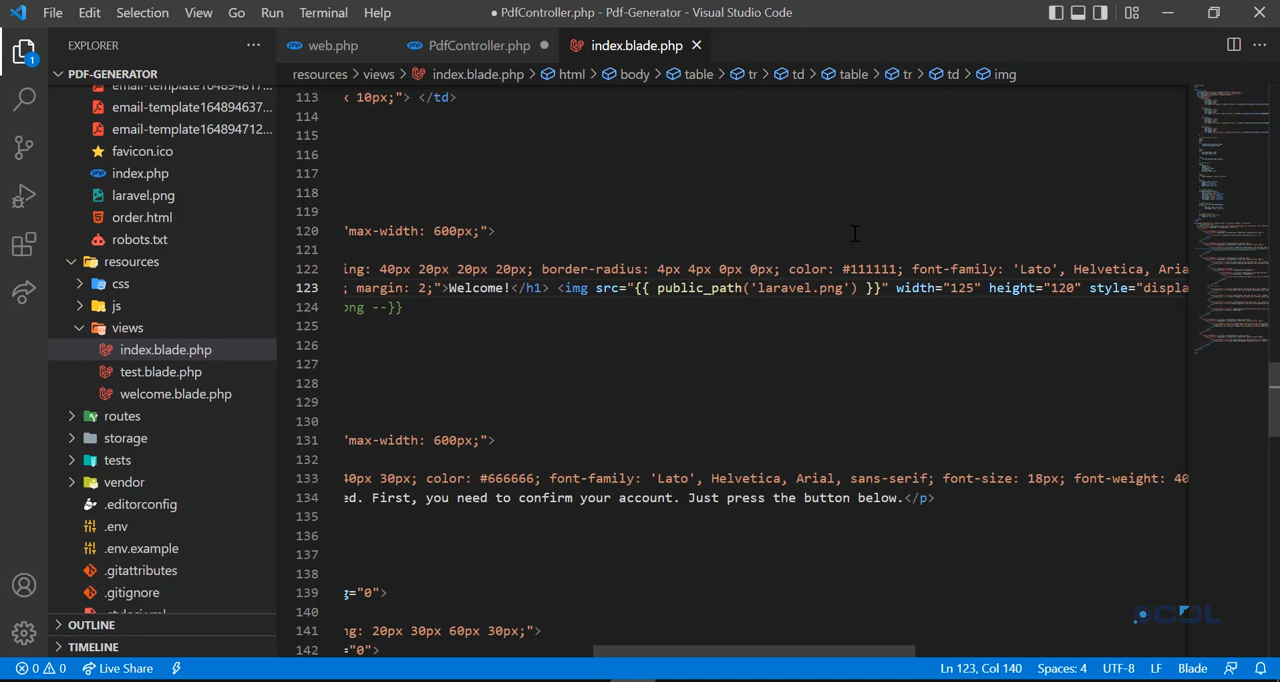 File Edit Selection View Go Run Terminal Help
● PdfController.php - Pdf-Generator - Visual Studio Code
EXPLORER
web.php
PdfController.php
index.blade.php
PDF-GENERATOR
resources > views > index.blade.php > html > body > table > tr > td > table > tr > td > img
email-template164894637...
email-template164894712...
favicon.ico
index.php
laravel.png
order.html
robots.txt
resources
css
js
views
index.blade.php
test.blade.php
welcome.blade.php
routes
storage
tests
vendor
.editorconfig
.env
.env.example
.gitattributes
.gitignore
OUTLINE
TIMELINE
1
113 10px;"> </td>
114
115
116
117
118
119
120 "max-width: 600px;">
121
122 ing: 40px 20px 20px 20px; border-radius: 4px 4px 0px 0px; color: #111111; font-family: 'Lato', Helvetica, Aria
123 ; margin: 2;">Welcome!</h1> <img src="{{ public_path('laravel.png') }}" width="125" height="120" style="displa
124 png --}}
125
126
127
128
129
130
131 "max-width: 600px;">
132
133 40px 30px; color: #666666; font-family: 'Lato', Helvetica, Arial, sans-serif; font-size: 18px; font-weight: 40
134 ed. First, you need to confirm your account. Just press the button below.</p>
135
136
137
138
139 g="0">
140
141 ng: 20px 30px 60px 30px;">
142 ="0">
0 0 Live Share
Ln 123, Col 140 Spaces: 4 UTF-8 LF Blade